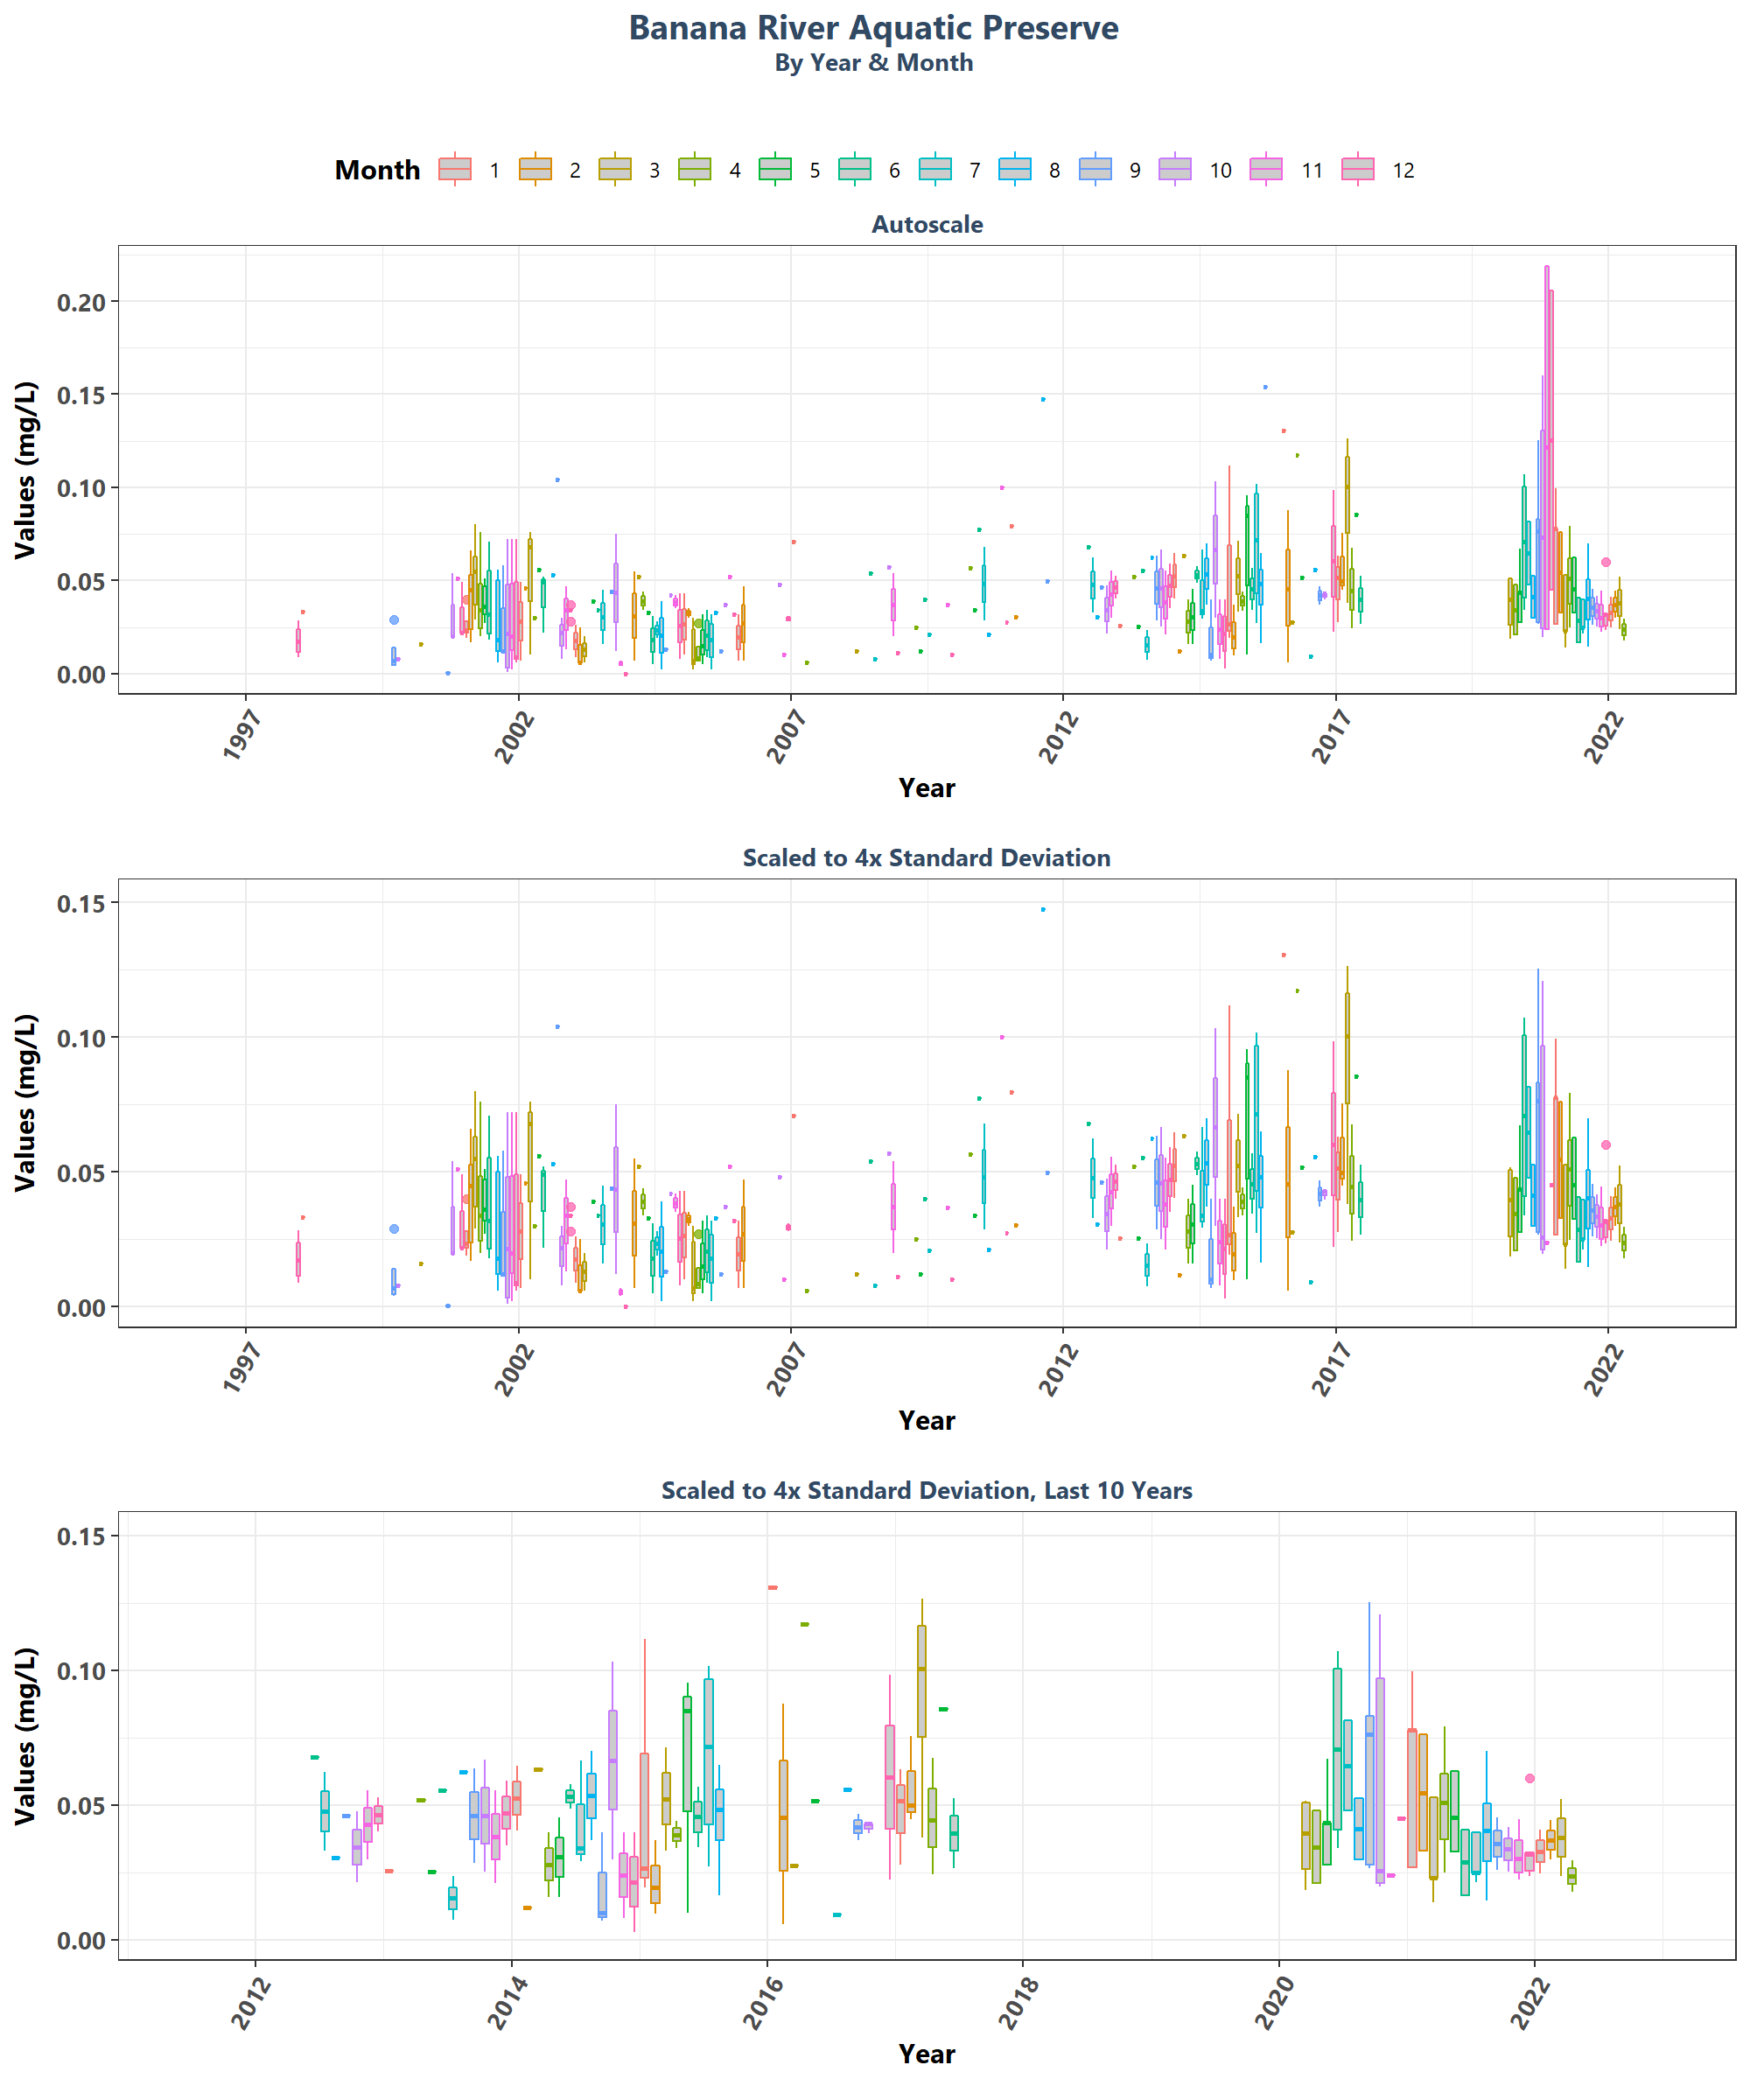 Banana River Aquatic Preserve
By Year & Month
Month 1 2 3 4 5 6 7 8 9 10 11 12
Autoscale
Values (mg/L)
0.20
0.15
0.10
0.05
0.00
1997 2002 2007 2012 2017 2022
Year
Scaled to 4x Standard Deviation
Values (mg/L)
0.15
0.10
0.05
0.00
1997 2002 2007 2012 2017 2022
Year
Scaled to 4x Standard Deviation, Last 10 Years
Values (mg/L)
0.15
0.10
0.05
0.00
2012 2014 2016 2018 2020 2022
Year